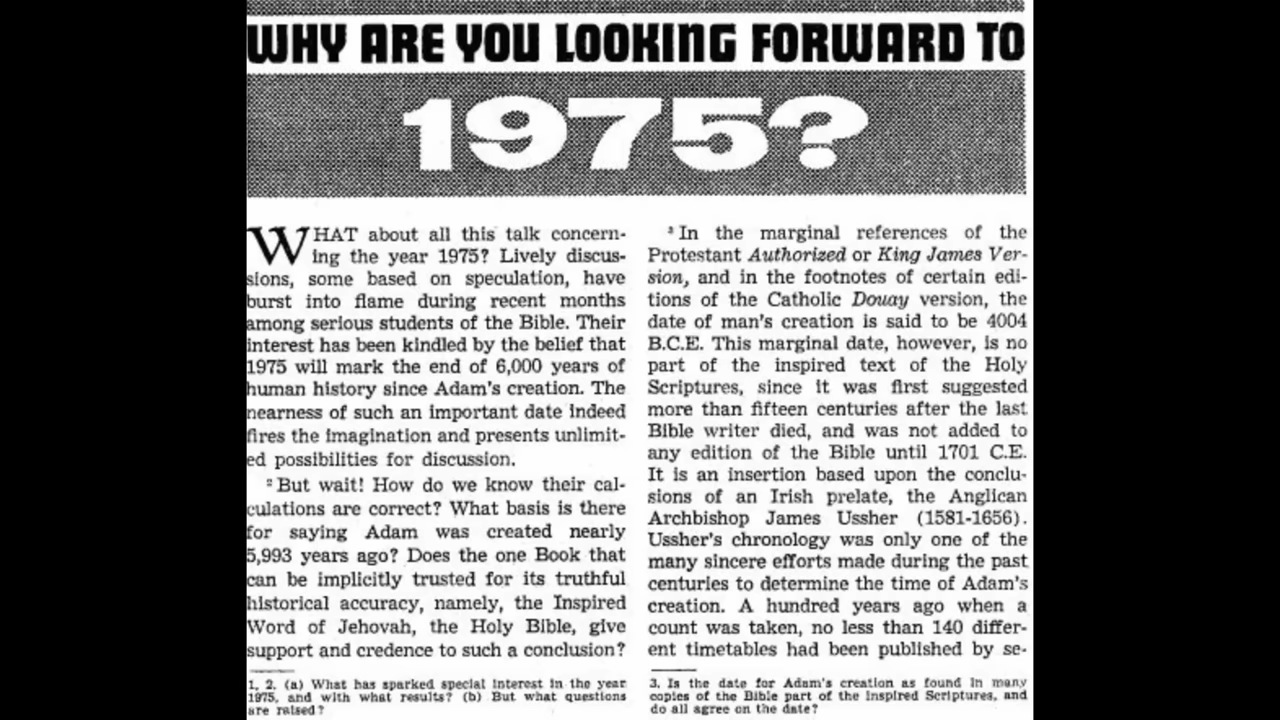 WHY ARE YOU LOOKING FORWARD TO
1975?
WHAT about all this talk concern-
ing the year 1975? Lively discus-
sions, some based on speculation, have
burst into flame during recent months
among serious students of the Bible. Their
interest has been kindled by the belief that
1975 will mark the end of 6,000 years of
human history since Adam's creation. The
nearness of such an important date indeed
fires the imagination and presents unlimit-
ed possibilities for discussion.
² But wait! How do we know their cal-
culations are correct? What basis is there
for saying Adam was created nearly
5,993 years ago? Does the one Book that
can be implicitly trusted for its truthful
historical accuracy, namely, the Inspired
Word of Jehovah, the Holy Bible, give
support and credence to such a conclusion?
1, 2. (a) What has sparked special interest in the year
1975, and with what results? (b) But what questions
are raised?
³ In the marginal references of the
Protestant Authorized or King James Ver-
sion, and in the footnotes of certain edi-
tions of the Catholic Douay version, the
date of man's creation is said to be 4004
B.C.E. This marginal date, however, is no
part of the inspired text of the Holy
Scriptures, since it was first suggested
more than fifteen centuries after the last
Bible writer died, and was not added to
any edition of the Bible until 1701 C.E.
It is an insertion based upon the conclu-
sions of an Irish prelate, the Anglican
Archbishop James Ussher (1581-1656).
Ussher's chronology was only one of the
many sincere efforts made during the past
centuries to determine the time of Adam's
creation. A hundred years ago when a
count was taken, no less than 140 differ-
ent timetables had been published by se-
3. Is the date for Adam's creation as found in many
copies of the Bible part of the inspired Scriptures, and
do all agree on the date?